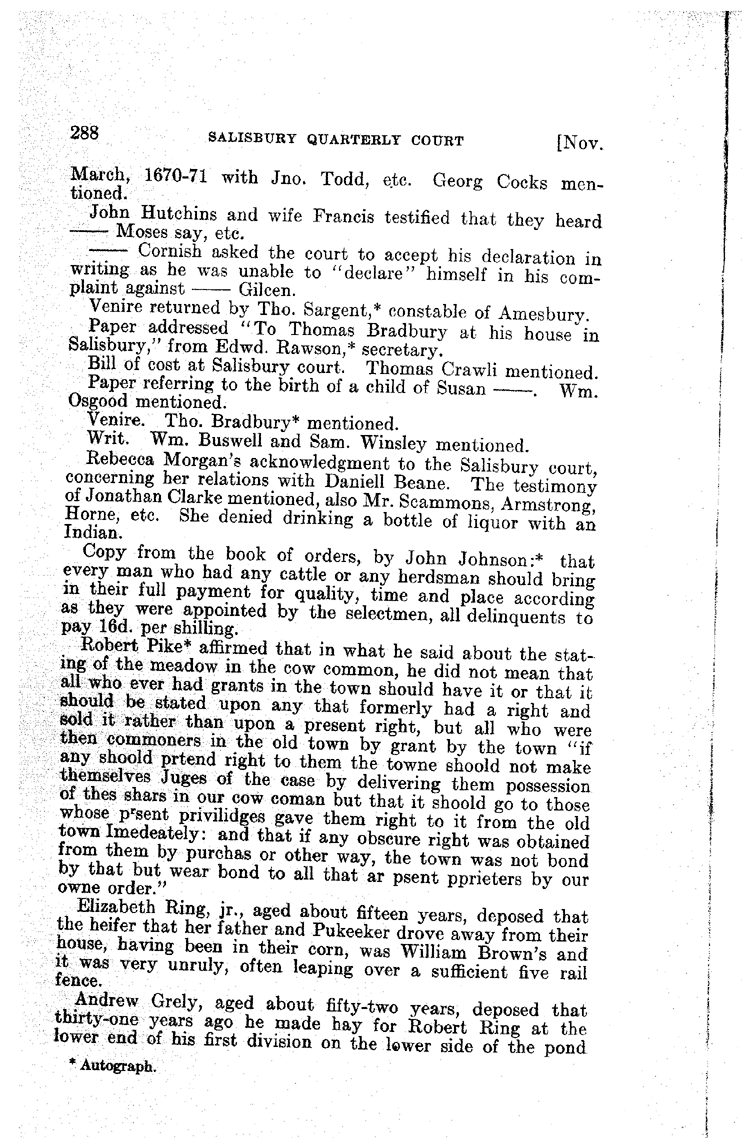 288 SALISBURY QUARTERLY COURT [Nov.
March, 1670-71 with Jno. Todd, etc. Georg Cocks men-
tioned.
John Hutchins and wife Francis testified that they heard
—— Moses say, etc.
—— Cornish asked the court to accept his declaration in
writing as he was unable to "declare" himself in his com-
plaint against —— Gilcen.
Venire returned by Tho. Sargent,* constable of Amesbury.
Paper addressed "To Thomas Bradbury at his house in
Salisbury," from Edwd. Rawson,* secretary.
Bill of cost at Salisbury court. Thomas Crawli mentioned.
Paper referring to the birth of a child of Susan ——. Wm.
Osgood mentioned.
Venire. Tho. Bradbury* mentioned.
Writ. Wm. Buswell and Sam. Winsley mentioned.
Rebecca Morgan's acknowledgment to the Salisbury court,
concerning her relations with Daniell Beane. The testimony
of Jonathan Clarke mentioned, also Mr. Scammons, Armstrong,
Horne, etc. She denied drinking a bottle of liquor with an
Indian.
Copy from the book of orders, by John Johnson:* that
every man who had any cattle or any herdsman should bring
in their full payment for quality, time and place according
as they were appointed by the selectmen, all delinquents to
pay 16d. per shilling.
Robert Pike* affirmed that in what he said about the stat-
ing of the meadow in the cow common, he did not mean that
all who ever had grants in the town should have it or that it
should be stated upon any that formerly had a right and
sold it rather than upon a present right, but all who were
then commoners in the old town by grant by the town "if
any shoold prtend right to them the towne shoold not make
themselves Juges of the case by delivering them possession
of thes shars in our cow coman but that it shoold go to those
whose pʳsent privilidges gave them right to it from the old
town Imedeately: and that if any obscure right was obtained
from them by purchas or other way, the town was not bond
by that but wear bond to all that ar psent pprieters by our
owne order."
Elizabeth Ring, jr., aged about fifteen years, deposed that
the heifer that her father and Pukeeker drove away from their
house, having been in their corn, was William Brown's and
it was very unruly, often leaping over a sufficient five rail
fence.
Andrew Grely, aged about fifty-two years, deposed that
thirty-one years ago he made hay for Robert Ring at the
lower end of his first division on the lower side of the pond
* Autograph.